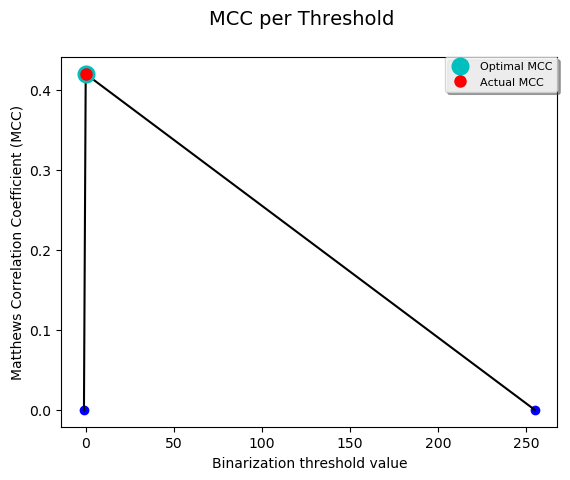 MCC per Threshold
Optimal MCC
Actual MCC
Matthews Correlation Coefficient (MCC)
0.4
0.3
0.2
0.1
0.0
0 50 100 150 200 250
Binarization threshold value